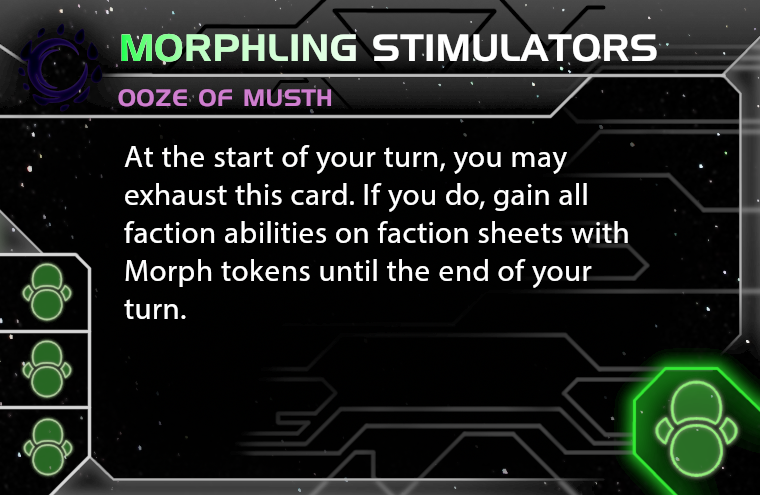 MORPHLING STIMULATORS
OOZE OF MUSTH
At the start of your turn, you may
exhaust this card. If you do, gain all
faction abilities on faction sheets with
Morph tokens until the end of your
turn.